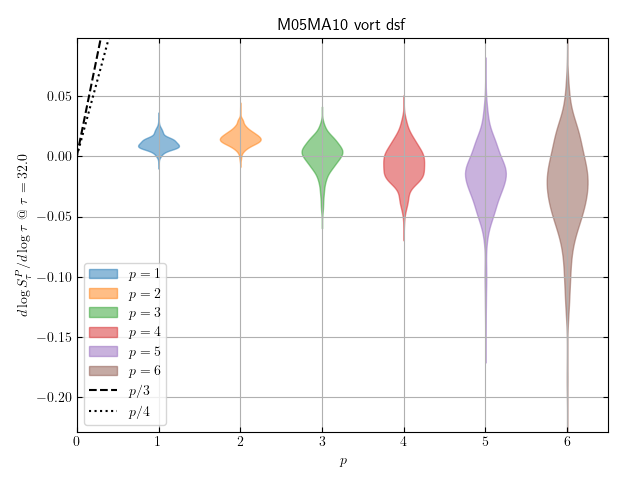 M05MA10 vort dsf
d log S_τ^p / d log τ @ τ = 32.0
0.05
0.00
−0.05
−0.10
−0.15
−0.20
p = 1
p = 2
p = 3
p = 4
p = 5
p = 6
p/3
p/4
0 1 2 3 4 5 6
p